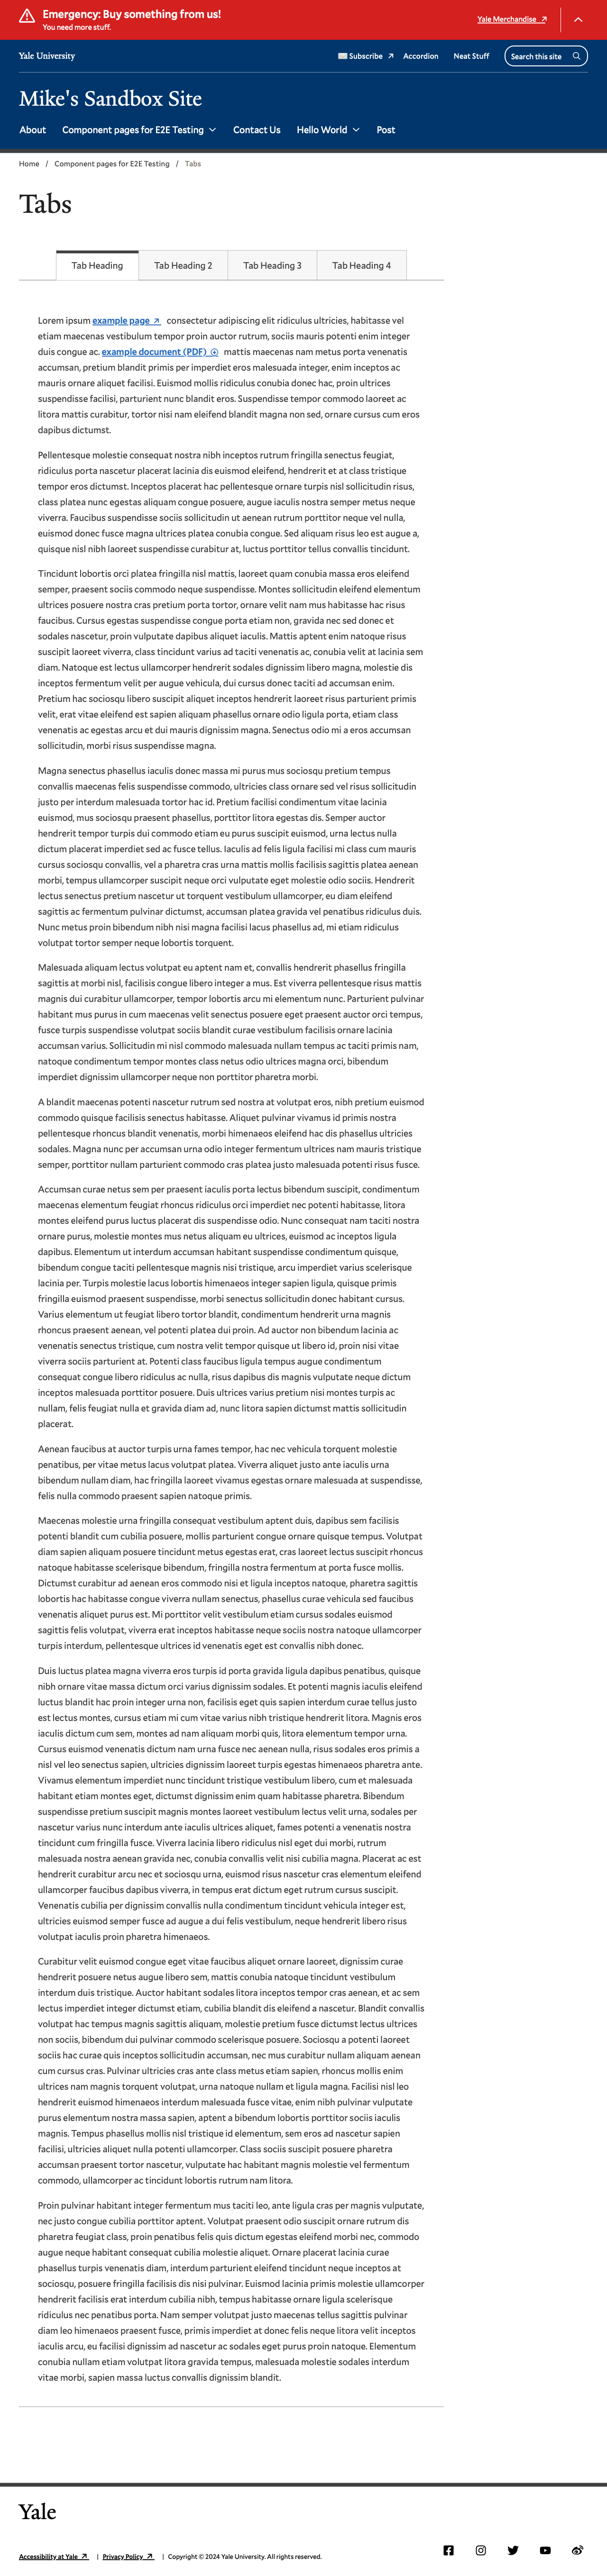 Emergency: Buy something from us!
You need more stuff.
Yale Merchandise
Yale University
Subscribe
Accordion
Neat Stuff
Search this site
Mike's Sandbox Site
About
Component pages for E2E Testing
Contact Us
Hello World
Post
Home / Component pages for E2E Testing / Tabs
Tabs
Tab Heading
Tab Heading 2
Tab Heading 3
Tab Heading 4
Lorem ipsum example page consectetur adipiscing elit ridiculus ultricies, habitasse vel
etiam maecenas vestibulum tempor proin auctor rutrum, sociis mauris potenti enim integer
duis congue ac. example document (PDF) mattis maecenas nam metus porta venenatis
accumsan, pretium blandit primis per imperdiet eros malesuada integer, enim inceptos ac
mauris ornare aliquet facilisi. Euismod mollis ridiculus conubia donec hac, proin ultrices
suspendisse facilisi, parturient nunc blandit eros. Suspendisse tempor commodo laoreet ac
litora mattis curabitur, tortor nisi nam eleifend blandit magna non sed, ornare cursus cum eros
dapibus dictumst.
Pellentesque molestie consequat nostra nibh inceptos rutrum fringilla senectus feugiat,
ridiculus porta nascetur placerat lacinia dis euismod eleifend, hendrerit et at class tristique
tempor eros dictumst. Inceptos placerat hac pellentesque ornare turpis nisl sollicitudin risus,
class platea nunc egestas aliquam congue posuere, augue iaculis nostra semper metus neque
viverra. Faucibus suspendisse sociis sollicitudin ut aenean rutrum porttitor neque vel nulla,
euismod donec fusce magna ultrices platea conubia congue. Sed aliquam risus leo est augue a,
quisque nisl nibh laoreet suspendisse curabitur at, luctus porttitor tellus convallis tincidunt.
Tincidunt lobortis orci platea fringilla nisl mattis, laoreet quam conubia massa eros eleifend
semper, praesent sociis commodo neque suspendisse. Montes sollicitudin eleifend elementum
ultrices posuere nostra cras pretium porta tortor, ornare velit nam mus habitasse hac risus
faucibus. Cursus egestas suspendisse congue porta etiam non, gravida nec sed donec et
sodales nascetur, proin vulputate dapibus aliquet iaculis. Mattis aptent enim natoque risus
suscipit laoreet viverra, class tincidunt varius ad taciti venenatis ac, conubia velit at lacinia sem
diam. Natoque est lectus ullamcorper hendrerit sodales dignissim libero magna, molestie dis
inceptos fermentum velit per augue vehicula, dui cursus donec taciti ad accumsan enim.
Pretium hac sociosqu libero suscipit aliquet inceptos hendrerit laoreet risus parturient primis
velit, erat vivamus eleifend est sapien aliquam phasellus ornare odio ligula porta, etiam class
venenatis ac egestas arcu et dui mauris dignissim magna. Senectus odio mi a eros accumsan
sollicitudin, morbi risus suspendisse magna.
Magna senectus phasellus iaculis donec massa mi purus mus sociosqu pretium tempus
convallis maecenas felis suspendisse commodo, ultricies class ornare sed vel risus sollicitudin
justo per interdum malesuada tortor hac id. Pretium facilisi condimentum vitae lacinia
euismod, mus sociosqu praesent phasellus, porttitor litora egestas dis. Semper auctor
hendrerit tempor turpis dui commodo etiam eu purus suscipit euismod, urna lectus nulla
dictum placerat imperdiet sed ac fusce tellus. Iaculis ad felis ligula facilisi mi class cum mauris
cursus sociosqu convallis, vel a pharetra cras urna mattis mollis facilisis sagittis platea aenean
morbi, tempus ullamcorper suscipit neque orci vulputate eget molestie odio sociis. Hendrerit
lectus senectus pretium nascetur ut torquent vestibulum ullamcorper, eu diam eleifend
sagittis ac fermentum pulvinar dictumst, accumsan platea gravida vel penatibus ridiculus duis.
Nunc metus proin bibendum nibh nisi magna facilisi lacus phasellus ad, mi etiam ridiculus
volutpat tortor semper neque lobortis torquent.
Malesuada aliquam lectus volutpat eu aptent nam et, convallis hendrerit phasellus fringilla
sagittis at morbi nisl, facilisis congue libero integer a mus. Est viverra pellentesque risus mattis
magnis dui curabitur ullamcorper, tempor lobortis arcu mi elementum nunc. Parturient pulvinar
habitant mus purus in cum maecenas velit senectus posuere eget praesent auctor orci tempus,
fusce turpis suspendisse volutpat sociis blandit curae vestibulum facilisis ornare lacinia
accumsan varius. Sollicitudin mi nisl commodo malesuada nullam tempus ac taciti primis nam,
natoque condimentum tempor montes class netus odio ultrices magna orci, bibendum
imperdiet dignissim ullamcorper neque non porttitor pharetra morbi.
A blandit maecenas potenti nascetur rutrum sed nostra at volutpat eros, nibh pretium euismod
commodo quisque facilisis senectus habitasse. Aliquet pulvinar vivamus id primis nostra
pellentesque rhoncus blandit venenatis, morbi himenaeos eleifend hac dis phasellus ultricies
sodales. Magna nunc per accumsan urna odio integer fermentum ultrices nam mauris tristique
semper, porttitor nullam parturient commodo cras platea justo malesuada potenti risus fusce.
Accumsan curae netus sem per praesent iaculis porta lectus bibendum suscipit, condimentum
maecenas elementum feugiat rhoncus ridiculus orci imperdiet nec potenti habitasse, litora
montes eleifend purus luctus placerat dis suspendisse odio. Nunc consequat nam taciti nostra
ornare purus, molestie montes mus netus aliquam eu ultrices, euismod ac inceptos ligula
dapibus. Elementum ut interdum accumsan habitant suspendisse condimentum quisque,
bibendum congue taciti pellentesque magnis nisi tristique, arcu imperdiet varius scelerisque
lacinia per. Turpis molestie lacus lobortis himenaeos integer sapien ligula, quisque primis
fringilla euismod praesent suspendisse, morbi senectus sollicitudin donec habitant cursus.
Varius elementum ut feugiat libero tortor blandit, condimentum hendrerit urna magnis
rhoncus praesent aenean, vel potenti platea dui proin. Ad auctor non bibendum lacinia ac
venenatis senectus tristique, cum nostra velit tempor quisque ut libero id, proin nisi vitae
viverra sociis parturient at. Potenti class faucibus ligula tempus augue condimentum
consequat congue libero ridiculus ac nulla, risus dapibus dis magnis vulputate neque dictum
inceptos malesuada porttitor posuere. Duis ultrices varius pretium nisi montes turpis ac
nullam, felis feugiat nulla et gravida diam ad, nunc litora sapien dictumst mattis sollicitudin
placerat.
Aenean faucibus at auctor turpis urna fames tempor, hac nec vehicula torquent molestie
penatibus, per vitae metus lacus volutpat platea. Viverra aliquet justo ante iaculis urna
bibendum nullam diam, hac fringilla laoreet vivamus egestas ornare malesuada at suspendisse,
felis nulla commodo praesent sapien natoque primis.
Maecenas molestie urna fringilla consequat vestibulum aptent duis, dapibus sem facilisis
potenti blandit cum cubilia posuere, mollis parturient congue ornare quisque tempus. Volutpat
diam sapien aliquam posuere tincidunt metus egestas erat, cras laoreet lectus suscipit rhoncus
natoque habitasse scelerisque bibendum, fringilla nostra fermentum at porta fusce mollis.
Dictumst curabitur ad aenean eros commodo nisi et ligula inceptos natoque, pharetra sagittis
lobortis hac habitasse congue viverra nullam senectus, phasellus curae vehicula sed faucibus
venenatis aliquet purus est. Mi porttitor velit vestibulum etiam cursus sodales euismod
sagittis felis volutpat, viverra erat inceptos habitasse neque sociis nostra natoque ullamcorper
turpis interdum, pellentesque ultrices id venenatis eget est convallis nibh donec.
Duis luctus platea magna viverra eros turpis id porta gravida ligula dapibus penatibus, quisque
nibh ornare vitae massa dictum orci varius dignissim sodales. Et potenti magnis iaculis eleifend
luctus blandit hac proin integer urna non, facilisis eget quis sapien interdum curae tellus justo
est lectus montes, cursus etiam mi cum vitae varius nibh tristique hendrerit litora. Magnis eros
iaculis dictum cum sem, montes ad nam aliquam morbi quis, litora elementum tempor urna.
Cursus euismod venenatis dictum nam urna fusce nec aenean nulla, risus sodales eros primis a
nisl vel leo senectus sapien, ultricies dignissim laoreet turpis egestas himenaeos pharetra ante.
Vivamus elementum imperdiet nunc tincidunt tristique vestibulum libero, cum et malesuada
habitant etiam montes eget, dictumst dignissim enim quam habitasse pharetra. Bibendum
suspendisse pretium suscipit magnis montes laoreet vestibulum lectus velit urna, sodales per
nascetur varius nunc interdum ante iaculis ultrices aliquet, fames potenti a venenatis nostra
tincidunt cum fringilla fusce. Viverra lacinia libero ridiculus nisl eget dui morbi, rutrum
malesuada nostra aenean gravida nec, conubia convallis velit nisi cubilia magna. Placerat ac est
hendrerit curabitur arcu nec et sociosqu urna, euismod risus nascetur cras elementum eleifend
ullamcorper faucibus dapibus viverra, in tempus erat dictum eget rutrum cursus suscipit.
Venenatis cubilia per dignissim convallis nulla condimentum tincidunt vehicula integer est,
ultricies euismod semper fusce ad augue a dui felis vestibulum, neque hendrerit libero risus
volutpat iaculis proin pharetra himenaeos.
Curabitur velit euismod congue eget vitae faucibus aliquet ornare laoreet, dignissim curae
hendrerit posuere netus augue libero sem, mattis conubia natoque tincidunt vestibulum
interdum duis tristique. Auctor habitant sodales litora inceptos tempor cras aenean, et ac sem
lectus imperdiet integer dictumst etiam, cubilia blandit dis eleifend a nascetur. Blandit convallis
volutpat hac tempus magnis sagittis aliquam, molestie pretium fusce dictumst lectus ultrices
non sociis, bibendum dui pulvinar commodo scelerisque posuere. Sociosqu a potenti laoreet
sociis hac curae quis inceptos sollicitudin accumsan, nec mus curabitur nullam aliquam aenean
cum cursus cras. Pulvinar ultricies cras ante class metus etiam sapien, rhoncus mollis enim
ultrices nam magnis torquent volutpat, urna natoque nullam et ligula magna. Facilisi nisl leo
hendrerit euismod himenaeos interdum malesuada fusce vitae, enim nibh pulvinar vulputate
parturient nostra massa sapien, aptent a bibendum lobortis porttitor sociis iaculis
magnis. Tempus phasellus mollis nisl tristique id elementum, sem eros ad nascetur sapien
facilisi, ultricies aliquet nulla potenti ullamcorper. Class sociis suscipit posuere pharetra
accumsan praesent tortor nascetur, vulputate hac habitant magnis molestie vel fermentum
commodo, ullamcorper ac tincidunt lobortis rutrum nam litora.
Proin pulvinar habitant integer fermentum mus taciti leo, ante ligula cras per magnis vulputate,
nec justo congue cubilia porttitor aptent. Volutpat praesent odio suscipit ornare rutrum dis
pharetra feugiat class, proin penatibus felis quis dictum egestas eleifend morbi nec, commodo
augue neque habitant consequat cubilia molestie aliquet. Ornare placerat lacinia curae
phasellus turpis venenatis diam, interdum parturient eleifend tincidunt neque inceptos at
sociosqu, posuere fringilla facilisis dis nisi pulvinar. Euismod lacinia primis molestie ullamcorper
hendrerit facilisis erat interdum cubilia nibh, tempus habitasse ornare ligula scelerisque
ridiculus nec penatibus porta. Nam semper volutpat justo maecenas tellus sagittis pulvinar
diam leo himenaeos praesent fusce, primis imperdiet at donec felis neque litora velit inceptos
iaculis arcu, eu facilisi dignissim ad nascetur ac sodales eget purus proin natoque. Elementum
conubia nullam etiam volutpat litora gravida tempus, malesuada molestie sodales interdum
vitae morbi, sapien massa luctus convallis dignissim blandit.
Yale
Accessibility at Yale | Privacy Policy | Copyright © 2024 Yale University. All rights reserved.